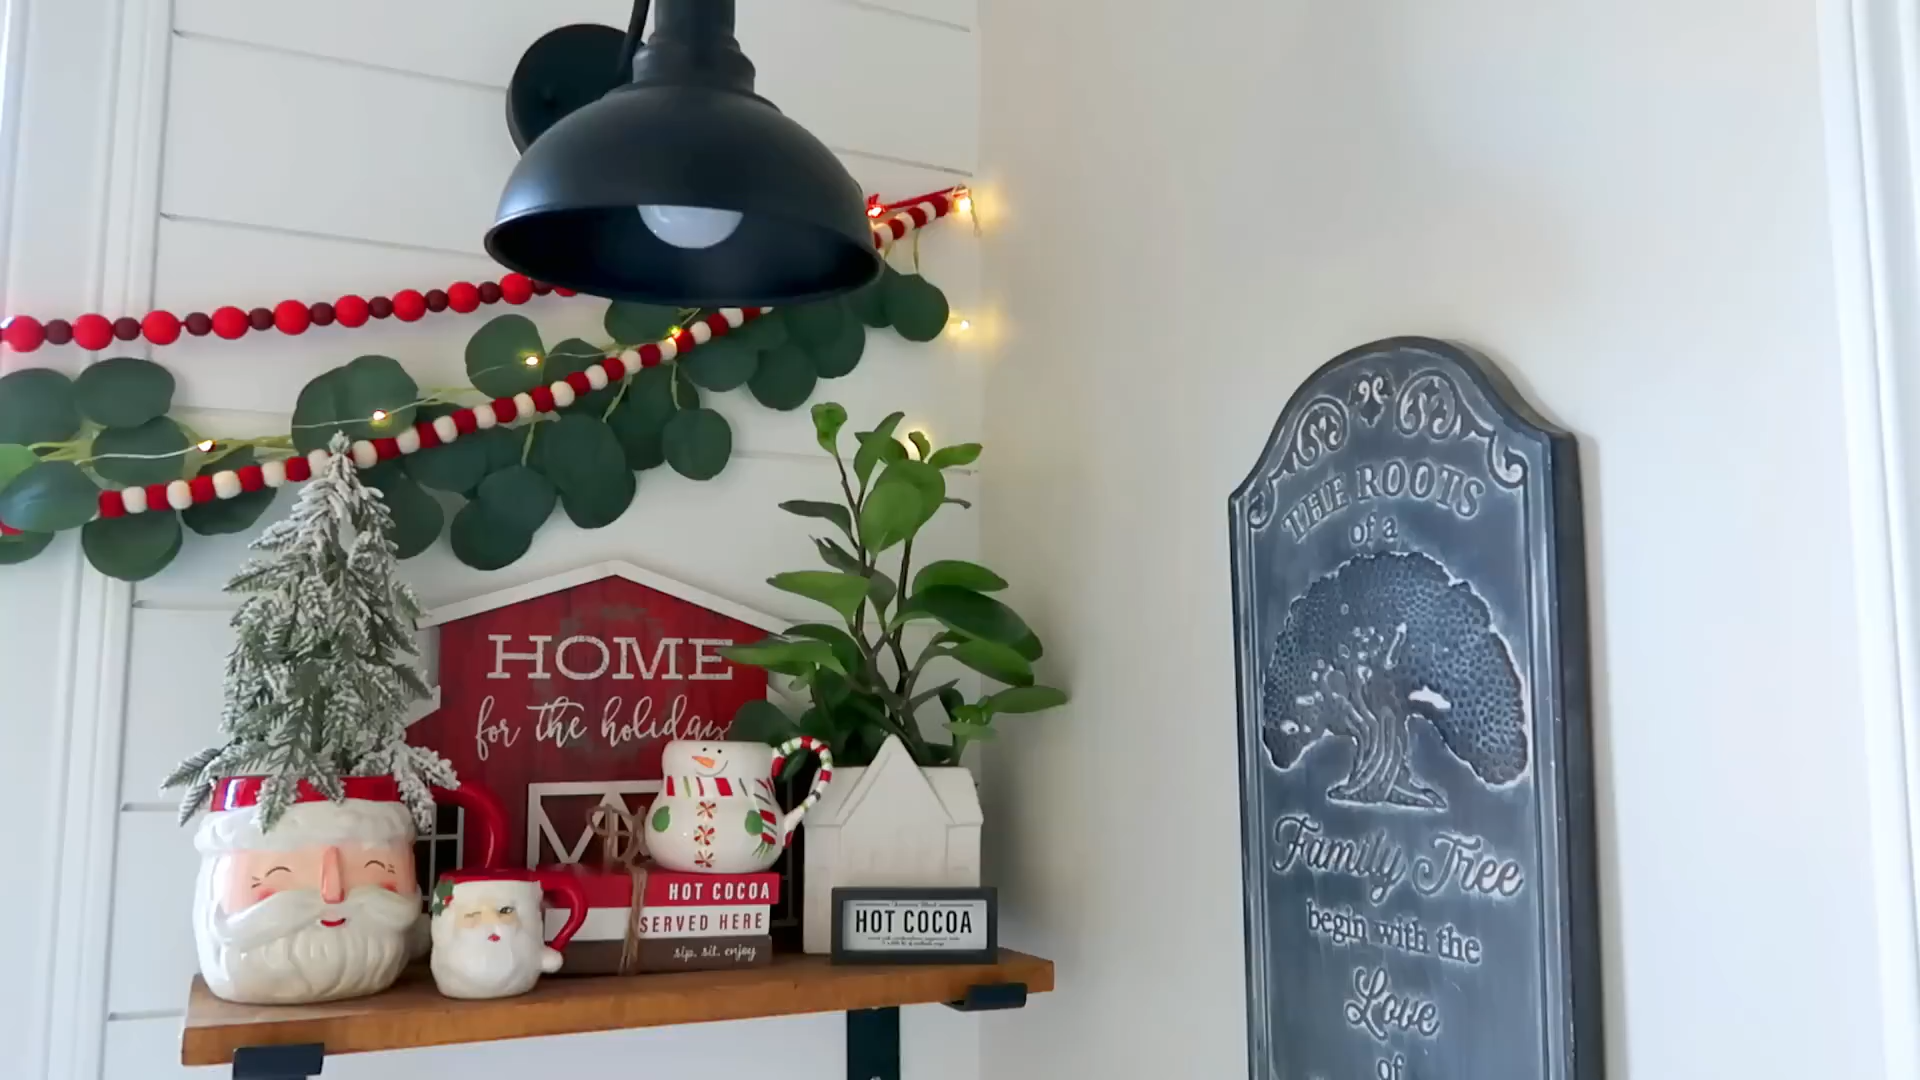 HOME
for the holidays
HOT COCOA
SERVED HERE
sip. sit. enjoy
HOT COCOA
THE ROOTS
of a
Family Tree
begin with the
Love
of